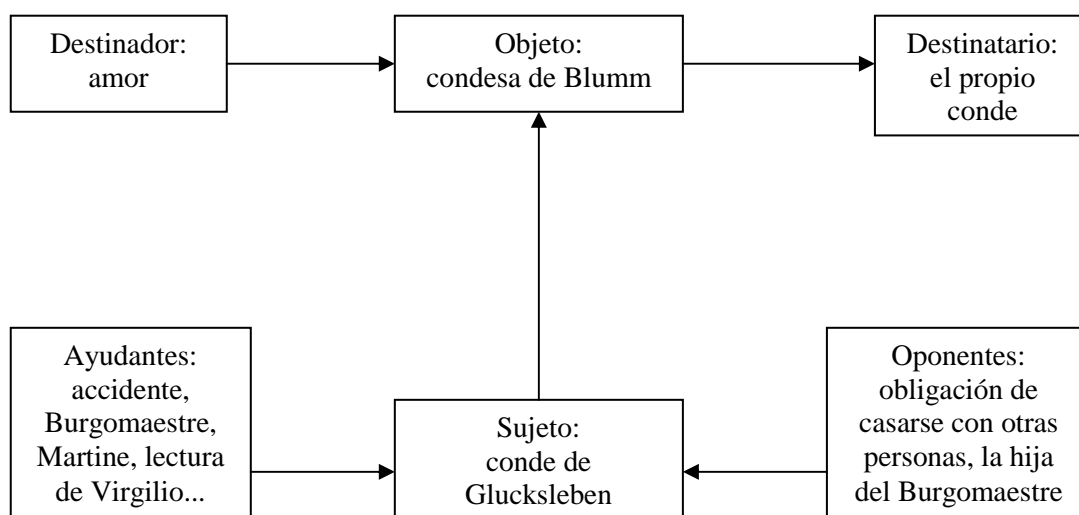 Destinador:
amor
Objeto:
condesa de Blumm
Destinatario:
el propio
conde
Ayudantes:
accidente,
Burgomaestre,
Martine, lectura
de Virgilio...
Sujeto:
conde de
Glucksleben
Oponentes:
obligación de
casarse con otras
personas, la hija
del Burgomaestre